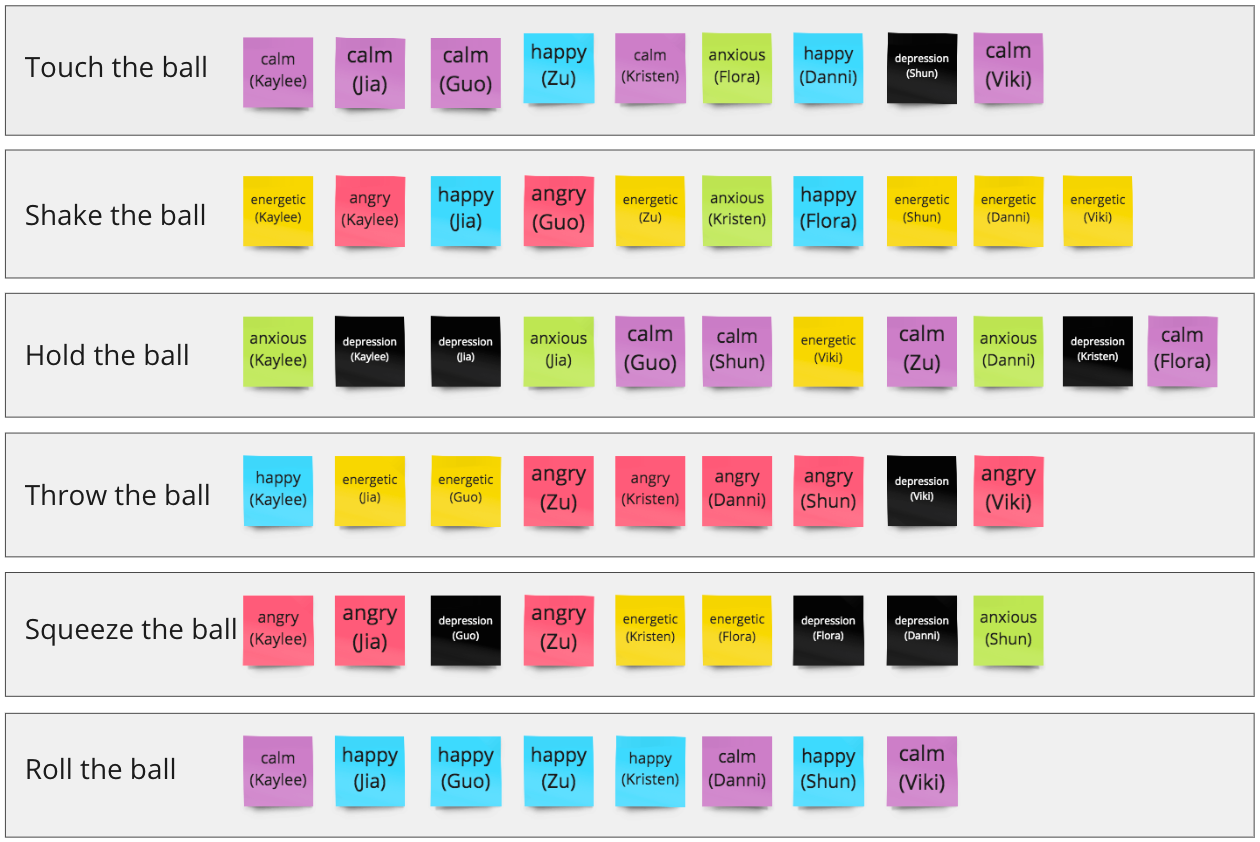 Touch the ball
calm
(Kaylee)
calm
(Jia)
calm
(Guo)
happy
(Zu)
calm
(Kristen)
anxious
(Flora)
happy
(Danni)
depression
(Shun)
calm
(Viki)
Shake the ball
energetic
(Kaylee)
angry
(Kaylee)
happy
(Jia)
angry
(Guo)
energetic
(Zu)
anxious
(Kristen)
happy
(Flora)
energetic
(Shun)
energetic
(Danni)
energetic
(Viki)
Hold the ball
anxious
(Kaylee)
depression
(Kaylee)
depression
(Jia)
anxious
(Jia)
calm
(Guo)
calm
(Shun)
energetic
(Viki)
calm
(Zu)
anxious
(Danni)
depression
(Kristen)
calm
(Flora)
Throw the ball
happy
(Kaylee)
energetic
(Jia)
energetic
(Guo)
angry
(Zu)
angry
(Kristen)
angry
(Danni)
angry
(Shun)
depression
(Viki)
angry
(Viki)
Squeeze the ball
angry
(Kaylee)
angry
(Jia)
depression
(Guo)
angry
(Zu)
energetic
(Kristen)
energetic
(Flora)
depression
(Flora)
depression
(Danni)
anxious
(Shun)
Roll the ball
calm
(Kaylee)
happy
(Jia)
happy
(Guo)
happy
(Zu)
happy
(Kristen)
calm
(Danni)
happy
(Shun)
calm
(Viki)